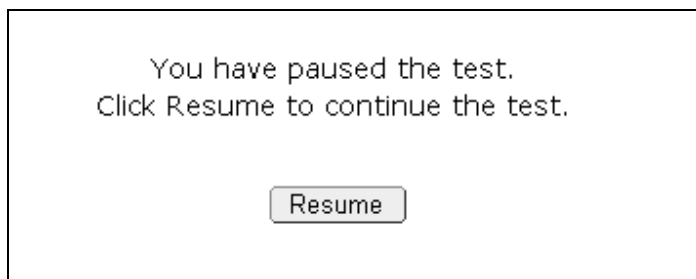 You have paused the test.
Click Resume to continue the test.
Resume